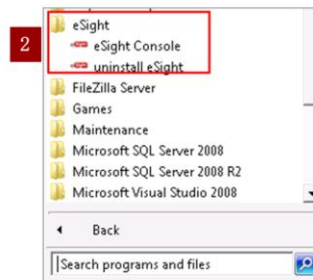 2
eSight
eSight Console
uninstall eSight
FileZilla Server
Games
Maintenance
Microsoft SQL Server 2008
Microsoft SQL Server 2008 R2
Microsoft Visual Studio 2008
Back
Search programs and files